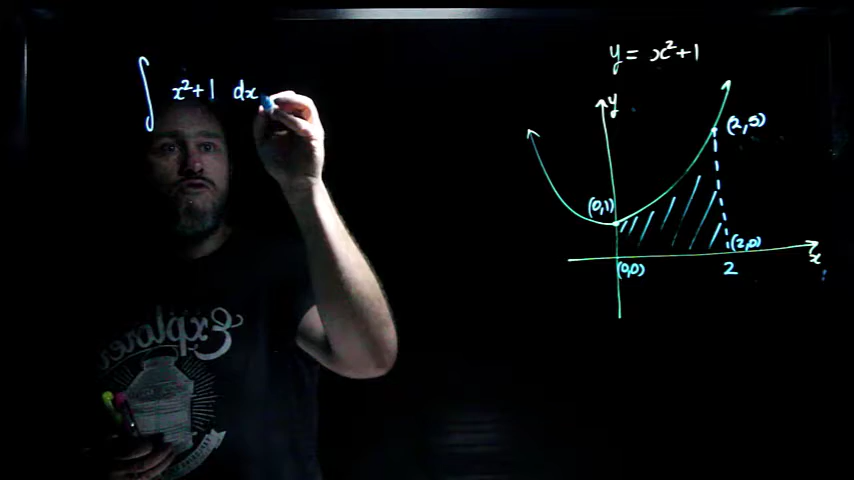 ∫ x²+1 dx
y = x²+1
y
(2,5)
(0,1)
(2,0)
x
(0,0)
2
Explorer